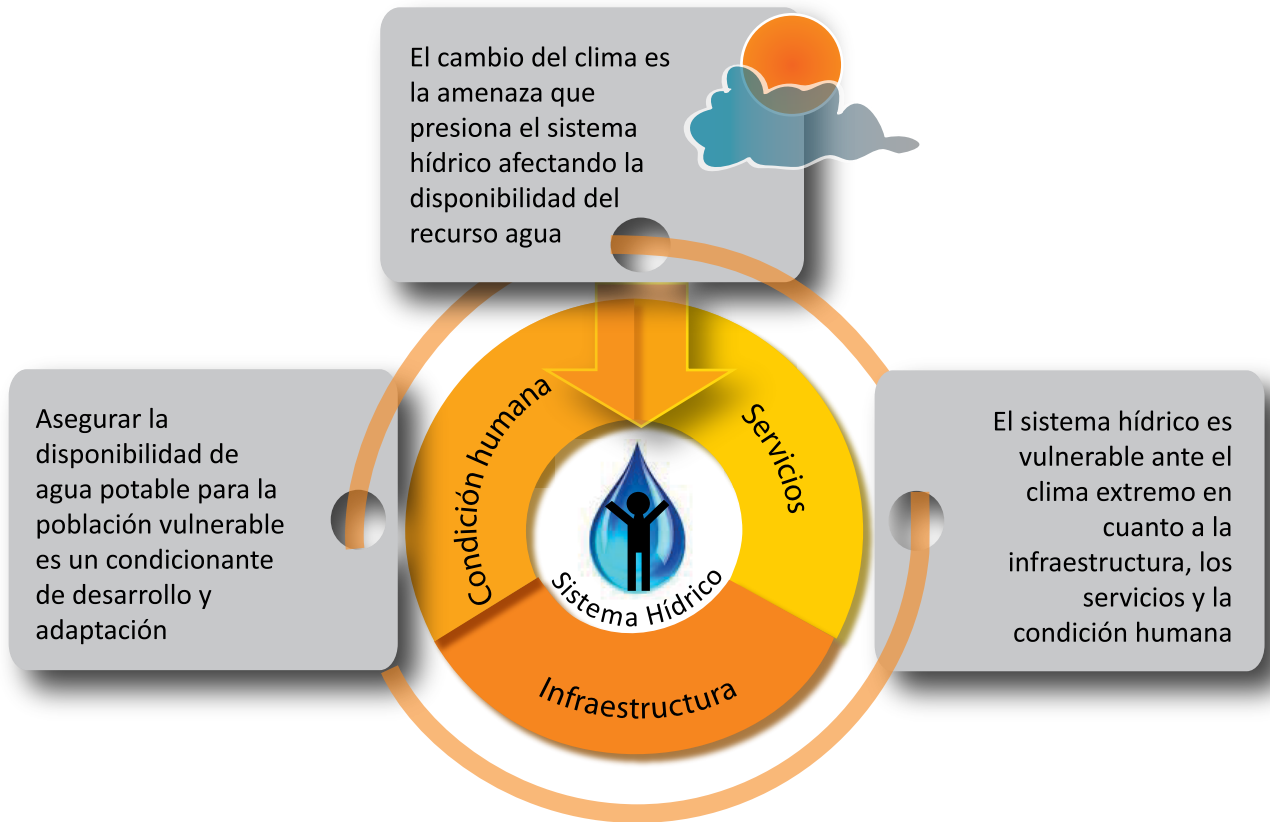 El cambio del clima es
la amenaza que
presiona el sistema
hídrico afectando la
disponibilidad del
recurso agua
Asegurar la
disponibilidad de
agua potable para la
población vulnerable
es un condicionante
de desarrollo y
adaptación
Condición humana
Servicios
Sistema Hídrico
Infraestructura
El sistema hídrico es
vulnerable ante el
clima extremo en
cuanto a la
infraestructura, los
servicios y la
condición humana